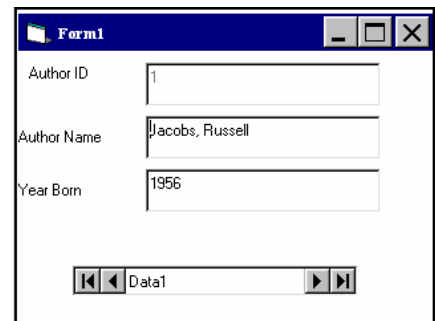 Form1
Author ID 1
Author Name Jacobs, Russell
Year Born 1956
Data1